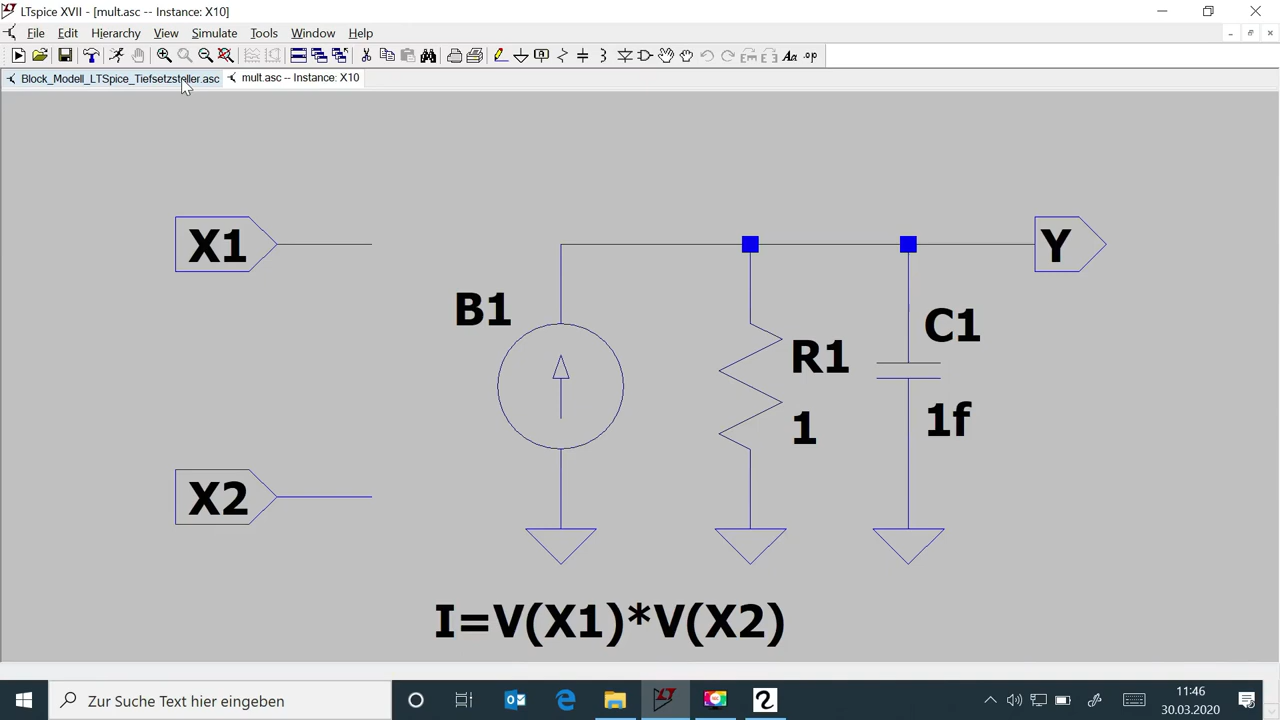 LTspice XVII - [mult.asc -- Instance: X10]
File Edit Hierarchy View Simulate Tools Window Help
Aa .op
Block_Modell_LTSpice_Tiefsetzsteller.asc mult.asc -- Instance: X10
X1
Y
B1
C1
R1
1f
1
X2
I=V(X1)*V(X2)
Zur Suche Text hier eingeben
11:46
30.03.2020